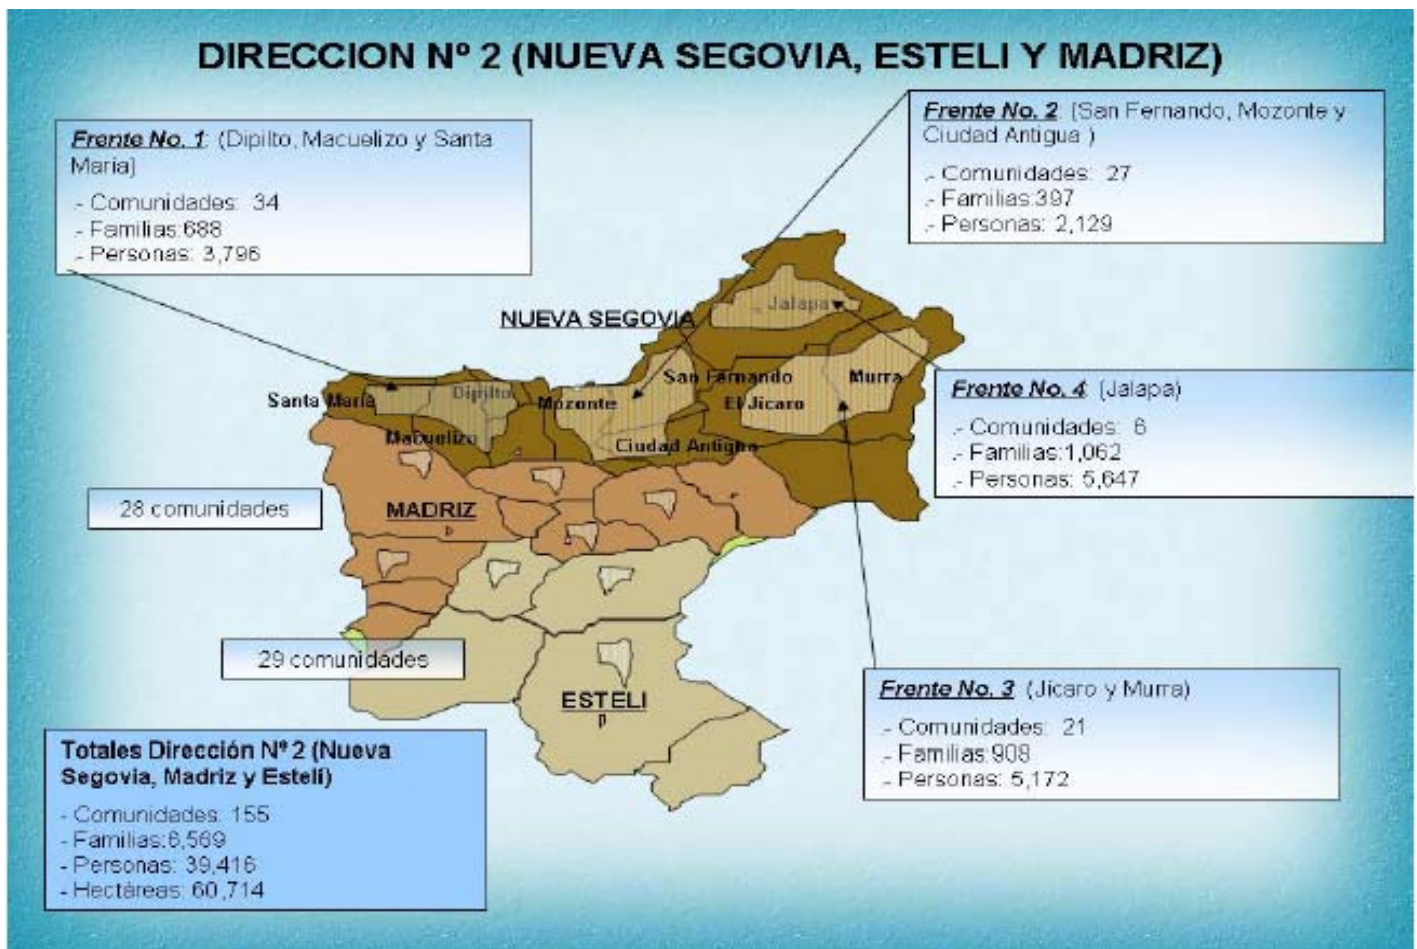 DIRECCION Nº 2 (NUEVA SEGOVIA, ESTELI Y MADRIZ)
Frente No. 1. (Dipilto, Macuelizo y Santa
María)
.- Comunidades: 34
.- Familias:688
.- Personas: 3,796
Frente No. 2. (San Fernando, Mozonte y
Ciudad Antigua )
.- Comunidades: 27
.- Familias:397
.- Personas: 2,129
NUEVA SEGOVIA
Jalapa
San Fernando
Murra
Santa María
Dipilto
Mozonte
El Jícaro
Macuelizo
Ciudad Antigua
Frente No. 4. (Jalapa)
.- Comunidades: 6
.- Familias:1,062
.- Personas: 5,647
28 comunidades
MADRIZ
29 comunidades
ESTELI
Frente No. 3. (Jícaro y Murra)
.- Comunidades: 21
.- Familias:908
.- Personas: 5,172
Totales Dirección Nº 2 (Nueva
Segovia, Madriz y Estelí)
- Comunidades: 155
- Familias:6,569
- Personas: 39,416
- Hectáreas: 60,714